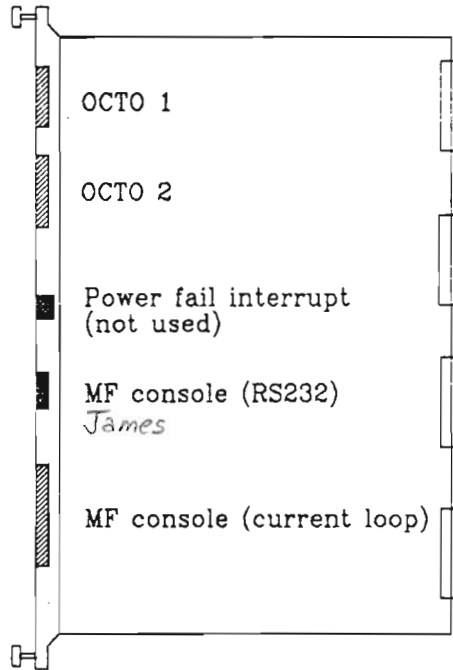 OCTO 1
OCTO 2
Power fail interrupt
(not used)
MF console (RS232)
James
MF console (current loop)